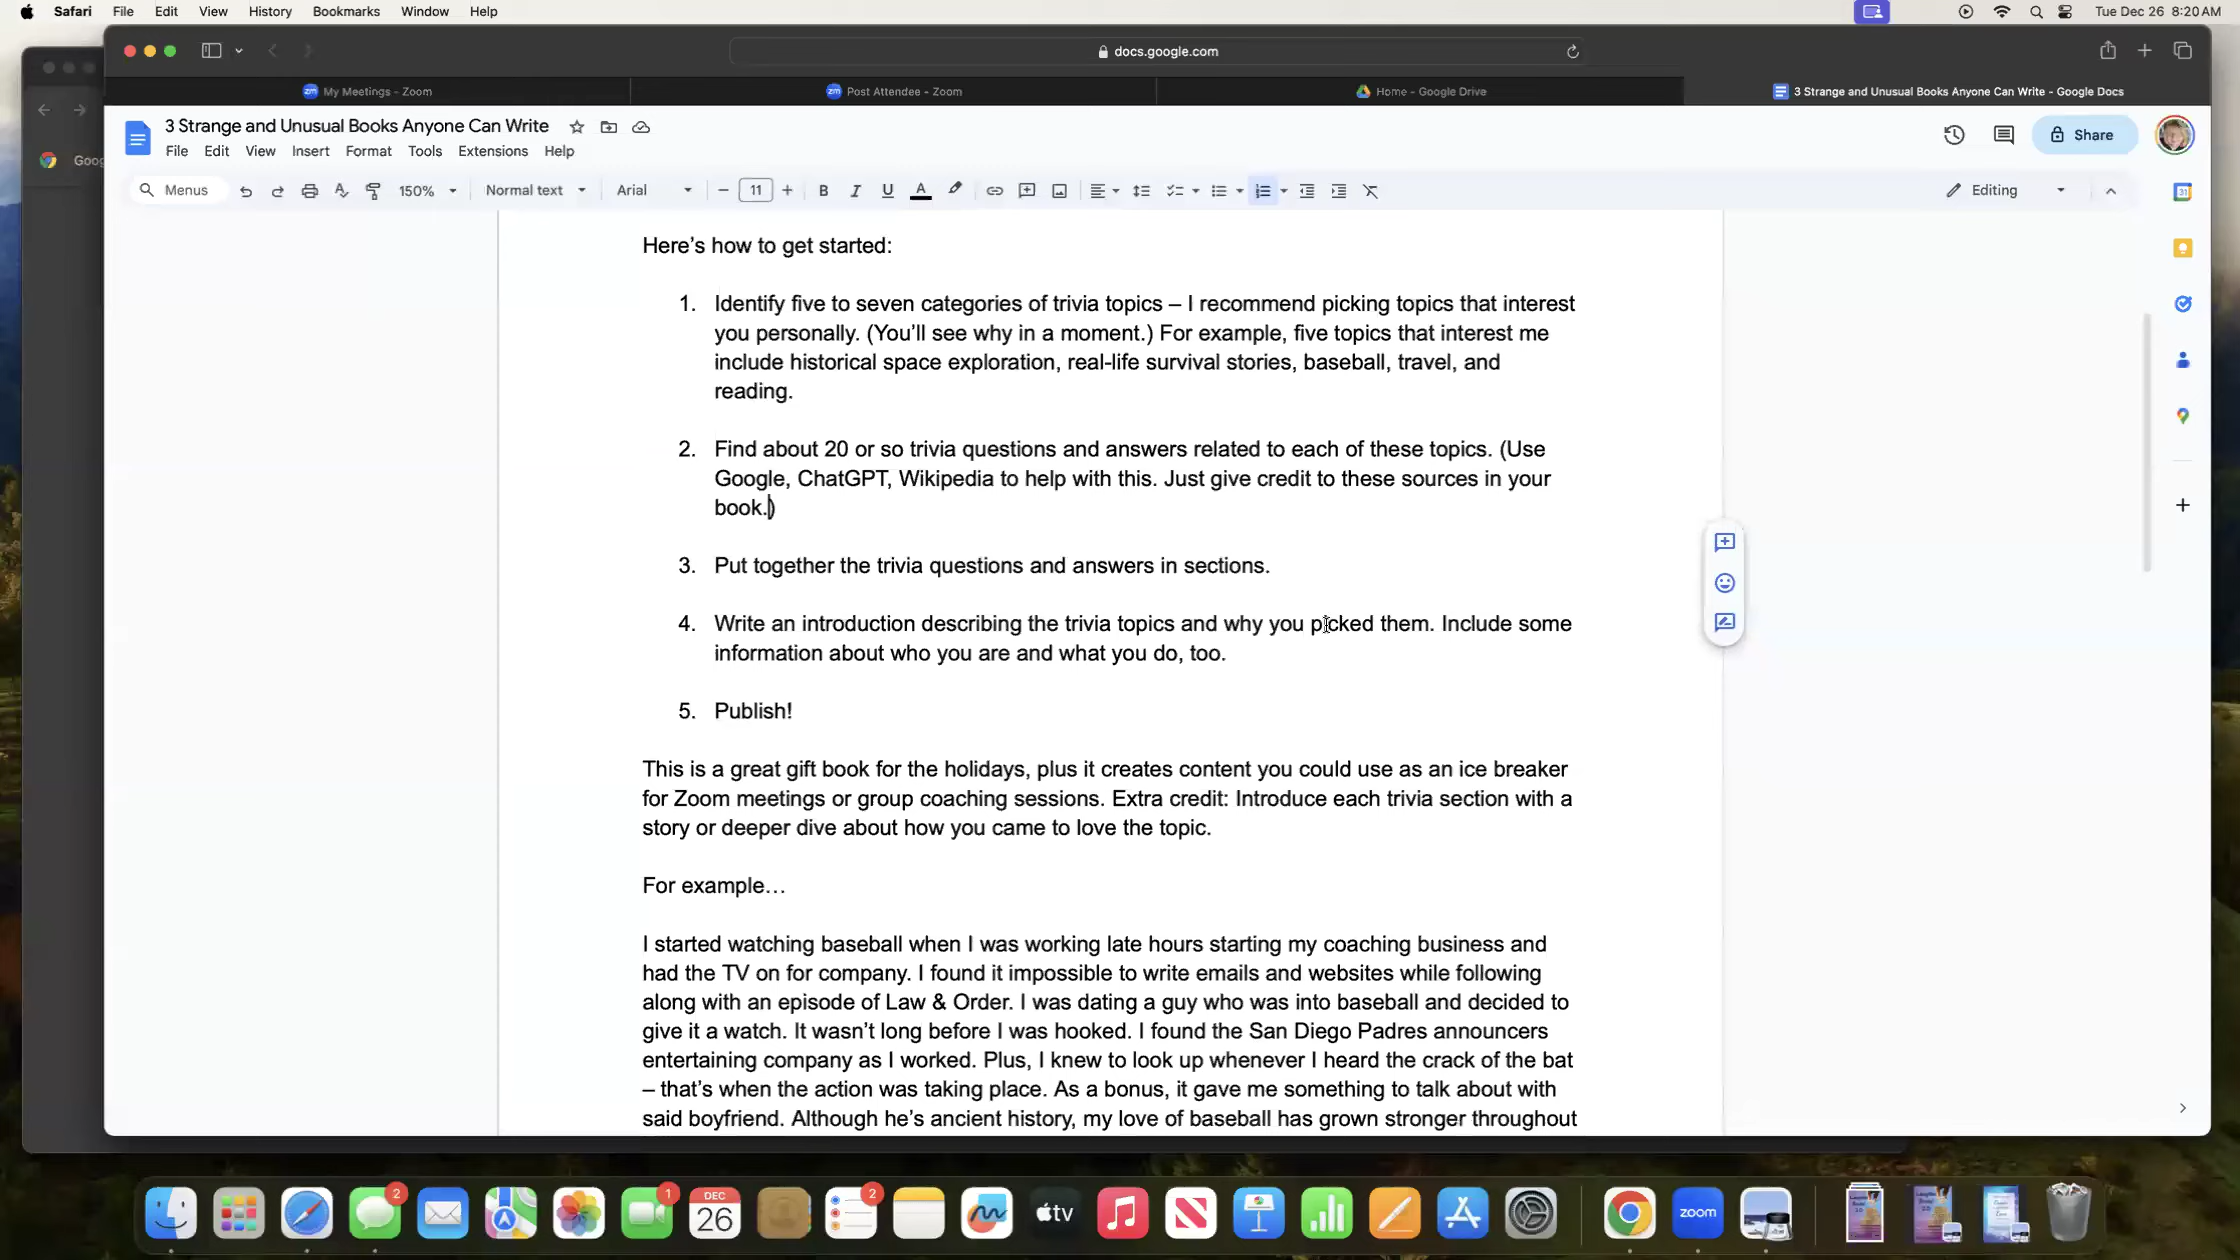 Safari File Edit View History Bookmarks Window Help
Tue Dec 26 8:20 AM
docs.google.com
My Meetings - Zoom
Post Attendee - Zoom
Home - Google Drive
3 Strange and Unusual Books Anyone Can Write - Google Docs
Goog
3 Strange and Unusual Books Anyone Can Write
File Edit View Insert Format Tools Extensions Help
Share
Menus
150%
Normal text
Arial
11
Editing
31
Here’s how to get started:
1. Identify five to seven categories of trivia topics – I recommend picking topics that interest
you personally. (You’ll see why in a moment.) For example, five topics that interest me
include historical space exploration, real-life survival stories, baseball, travel, and
reading.
2. Find about 20 or so trivia questions and answers related to each of these topics. (Use
Google, ChatGPT, Wikipedia to help with this. Just give credit to these sources in your
book.)
3. Put together the trivia questions and answers in sections.
4. Write an introduction describing the trivia topics and why you picked them. Include some
information about who you are and what you do, too.
5. Publish!
This is a great gift book for the holidays, plus it creates content you could use as an ice breaker
for Zoom meetings or group coaching sessions. Extra credit: Introduce each trivia section with a
story or deeper dive about how you came to love the topic.
For example…
I started watching baseball when I was working late hours starting my coaching business and
had the TV on for company. I found it impossible to write emails and websites while following
along with an episode of Law & Order. I was dating a guy who was into baseball and decided to
give it a watch. It wasn’t long before I was hooked. I found the San Diego Padres announcers
entertaining company as I worked. Plus, I knew to look up whenever I heard the crack of the bat
– that’s when the action was taking place. As a bonus, it gave me something to talk about with
said boyfriend. Although he’s ancient history, my love of baseball has grown stronger throughout
2
1
DEC
26
2
tv
zoom